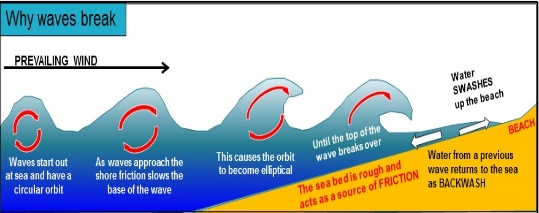 Why waves break
PREVAILING WIND
Waves start out
at sea and have a
circular orbit
As waves approach the
shore friction slows the
base of the wave
This causes the orbit
to become elliptical
Until the top of the
wave breaks over
Water
SWASHES
up the beach
BEACH
The sea bed is rough and
acts as a source of FRICTION
Water from a previous
wave returns to the sea
as BACKWASH